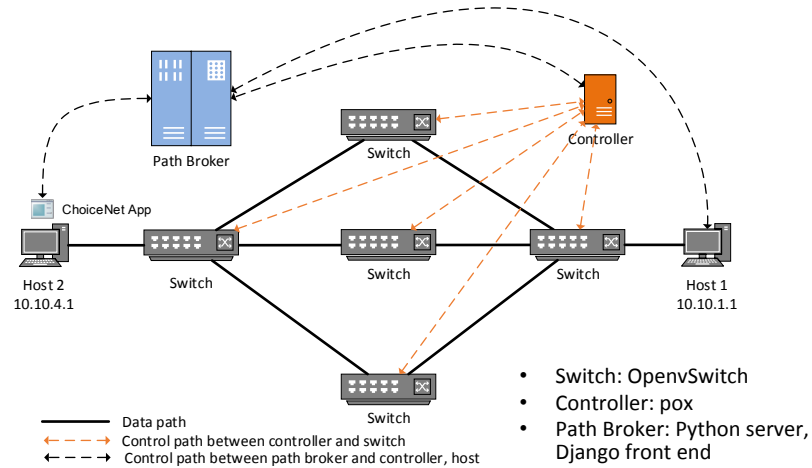 Path Broker
Switch
Controller
ChoiceNet App
Host 2
10.10.4.1
Switch
Switch
Switch
Host 1
10.10.1.1
Switch
Data path
Control path between controller and switch
Control path between path broker and controller, host
• Switch: OpenvSwitch
• Controller: pox
• Path Broker: Python server,
Django front end